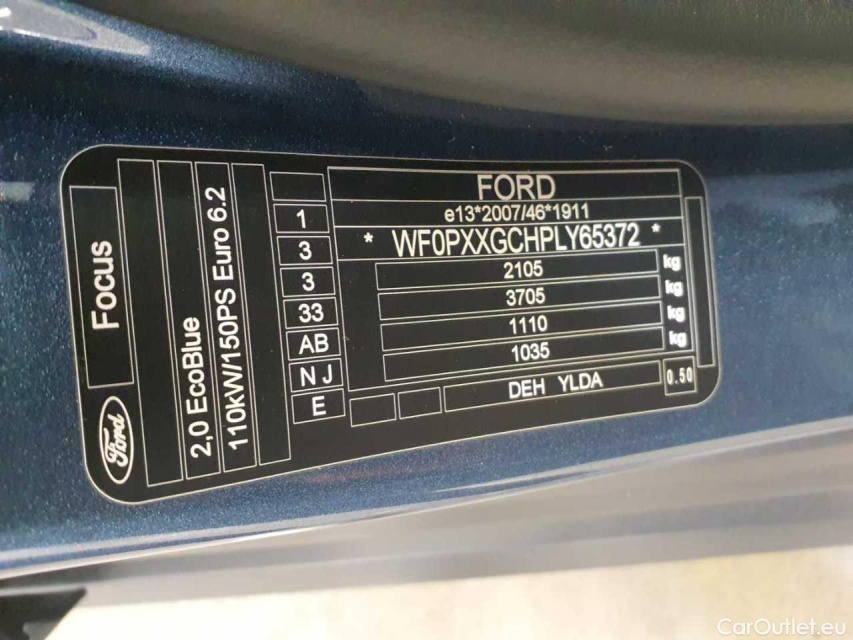 Focus
Ford
2,0 EcoBlue
110kW/150PS Euro 6.2
1
3
3
33
AB
NJ
E
FORD
e13*2007/46*1911
* WF0PXXGCHPLY65372 *
2105 kg
3705 kg
1110 kg
1035 kg
DEH YLDA 0.50
CarOutlet.eu